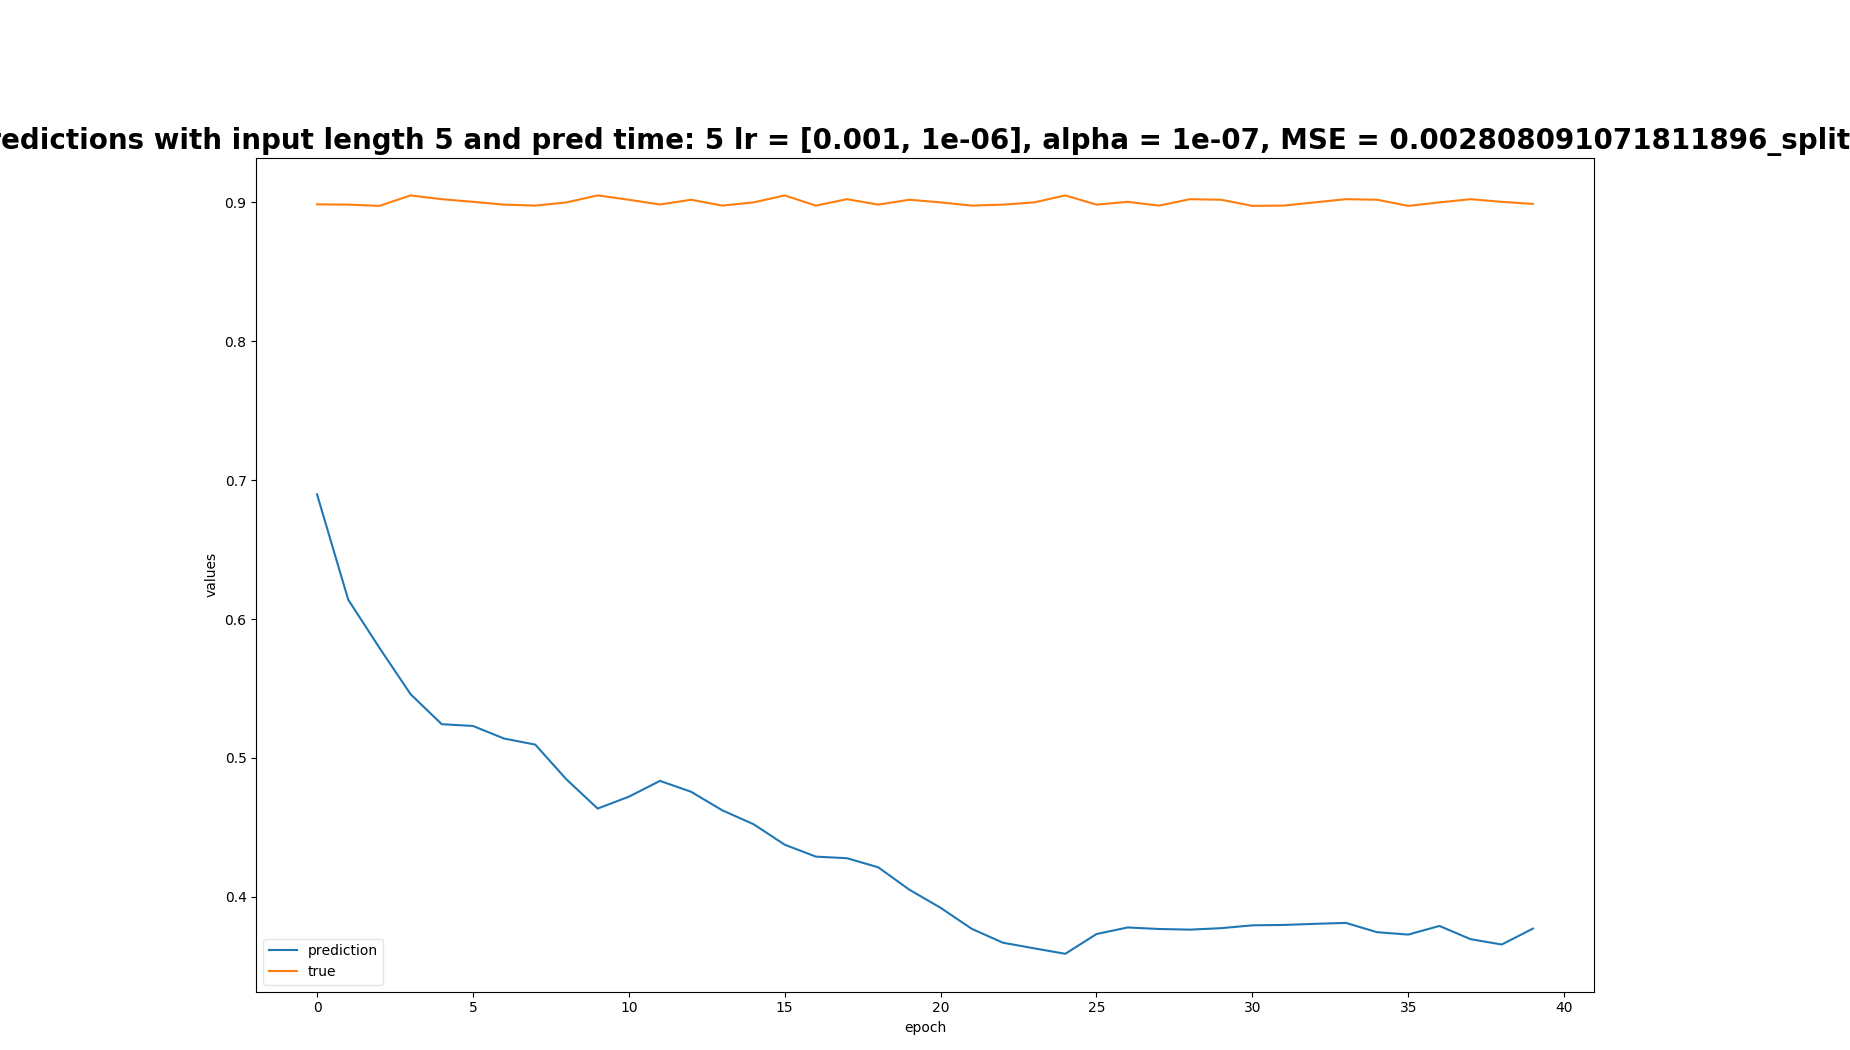 edictions with input length 5 and pred time: 5 lr = [0.001, 1e-06], alpha = 1e-07, MSE = 0.002808091071811896_split
0.9
0.8
0.7
0.6
0.5
0.4
values
prediction
true
0 5 10 15 20 25 30 35 40
epoch